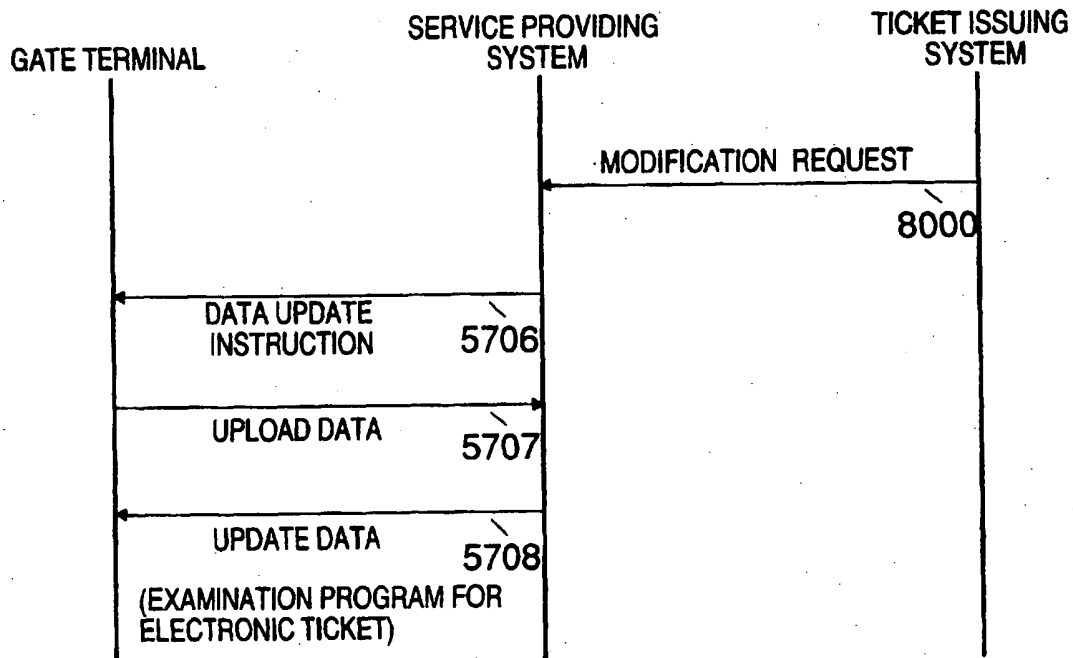 GATE TERMINAL
SERVICE PROVIDING
SYSTEM
TICKET ISSUING
SYSTEM
MODIFICATION REQUEST
8000
DATA UPDATE
INSTRUCTION
5706
UPLOAD DATA
5707
UPDATE DATA
5708
(EXAMINATION PROGRAM FOR
ELECTRONIC TICKET)